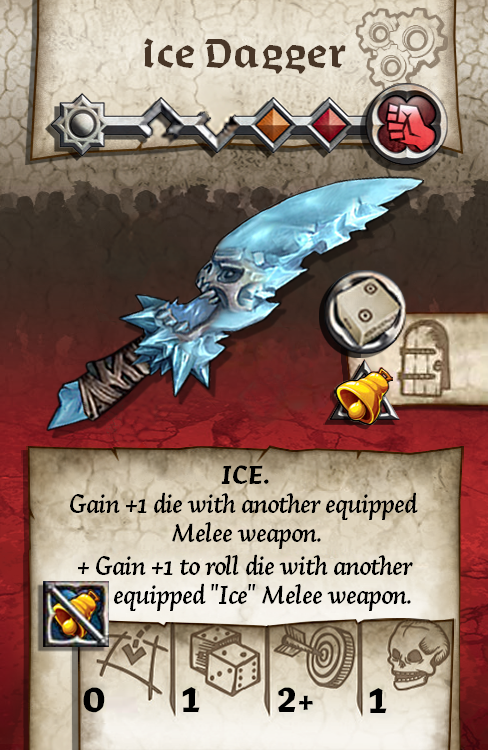 Ice Dagger
ICE.
Gain +1 die with another equipped
Melee weapon.
+ Gain +1 to roll die with another
equipped "Ice" Melee weapon.
0 1 2+ 1